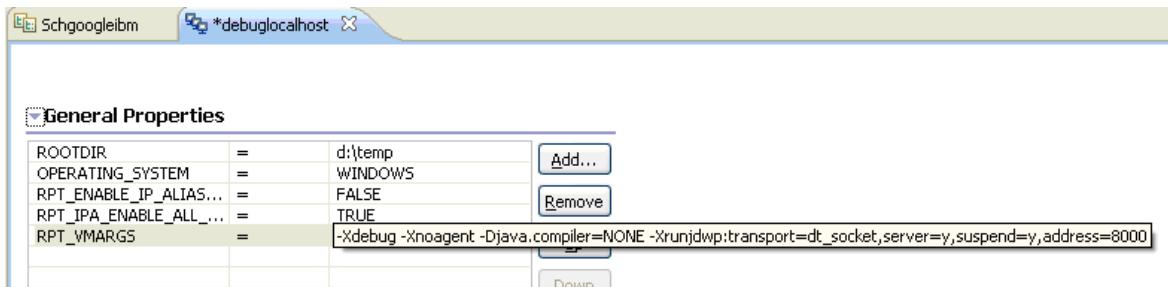 Schgoogleibm *debuglocalhost
General Properties
ROOTDIR = d:\temp Add...
OPERATING_SYSTEM = WINDOWS
RPT_ENABLE_IP_ALIAS... = FALSE Remove
RPT_IPA_ENABLE_ALL_... = TRUE
RPT_VMARGS = -Xdebug -Xnoagent -Djava.compiler=NONE -Xrunjdwp:transport=dt_socket,server=y,suspend=y,address=8000
Down